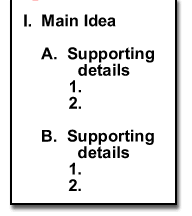 I. Main Idea
A. Supporting
details
1.
2.
B. Supporting
details
1.
2.